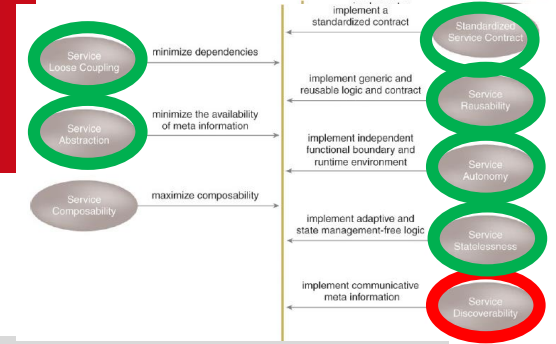 implement a
standardized contract
Standardized
Service Contract
Service
Loose Coupling
minimize dependencies
implement generic and
reusable logic and contract
Service
Reusability
Service
Abstraction
minimize the availability
of meta information
implement independent
functional boundary and
runtime environment
Service
Autonomy
Service
Composability
maximize composability
implement adaptive and
state management-free logic
Service
Statelessness
implement communicative
meta information
Service
Discoverability